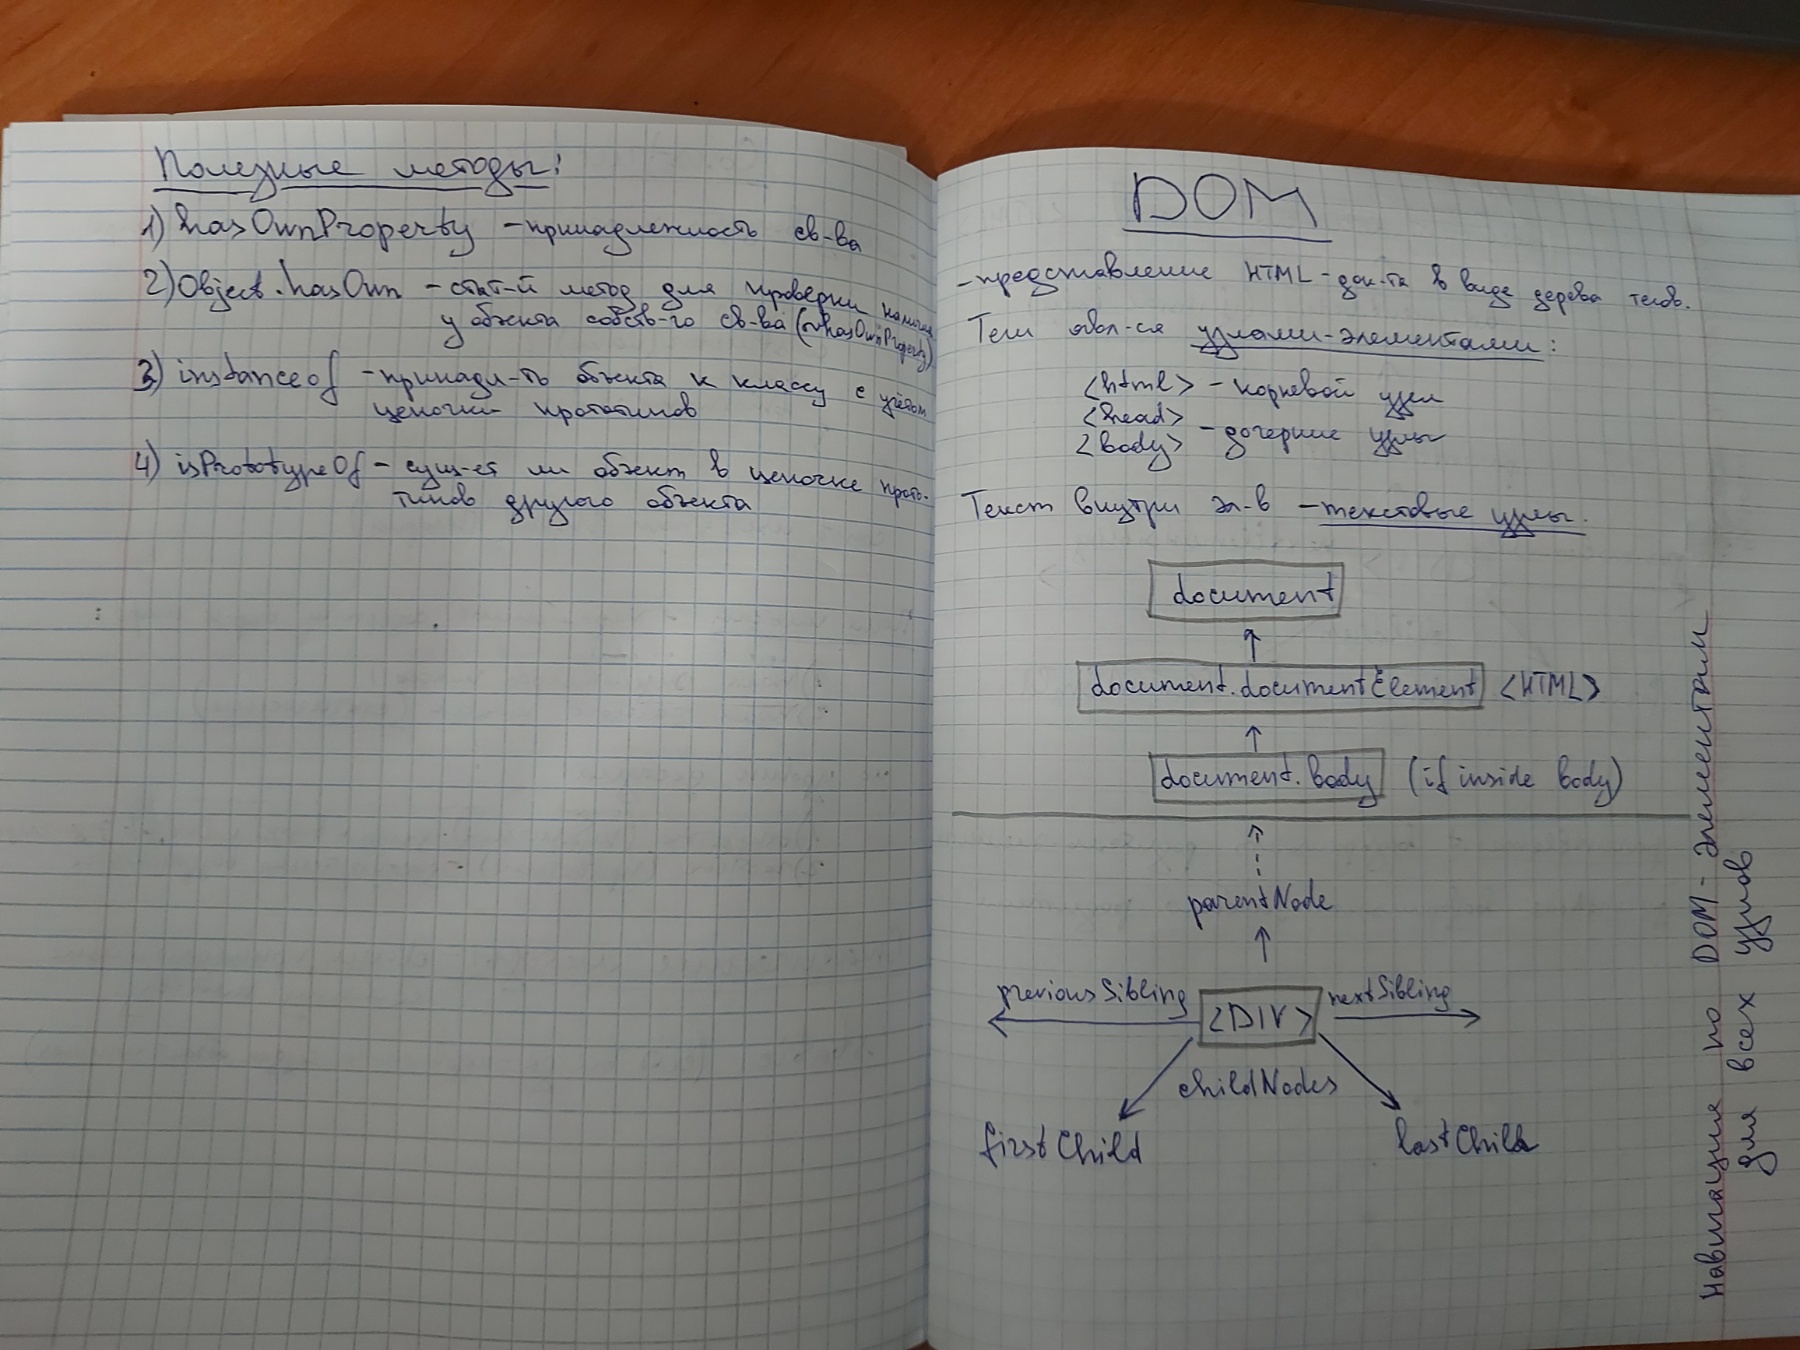 Полезные методы:
1) hasOwnProperty - принадлежность св-ва
2) Object.hasOwn - стат-й метод для проверки наличия
у объекта собств-го св-ва (~hasOwnProperty)
3) instanceof - принадл-ть объекта к классу с учётом
цепочки прототипов
4) isPrototypeOf - сущ-ет ли объект в цепочке прото-
типов другого объекта
DOM
- представление HTML-док-та в виде дерева тегов.
Теги явл-ся узлами-элементами:
<html> - корневой узел
<head>
<body> - дочерние узлы
Текст внутри эл-в - текстовые узлы.
document
document.documentElement <HTML>
document.body (if inside body)
parentNode
previousSibling <DIV> nextSibling
childNodes
firstChild lastChild
Навигация по DOM-элементам
для всех узлов